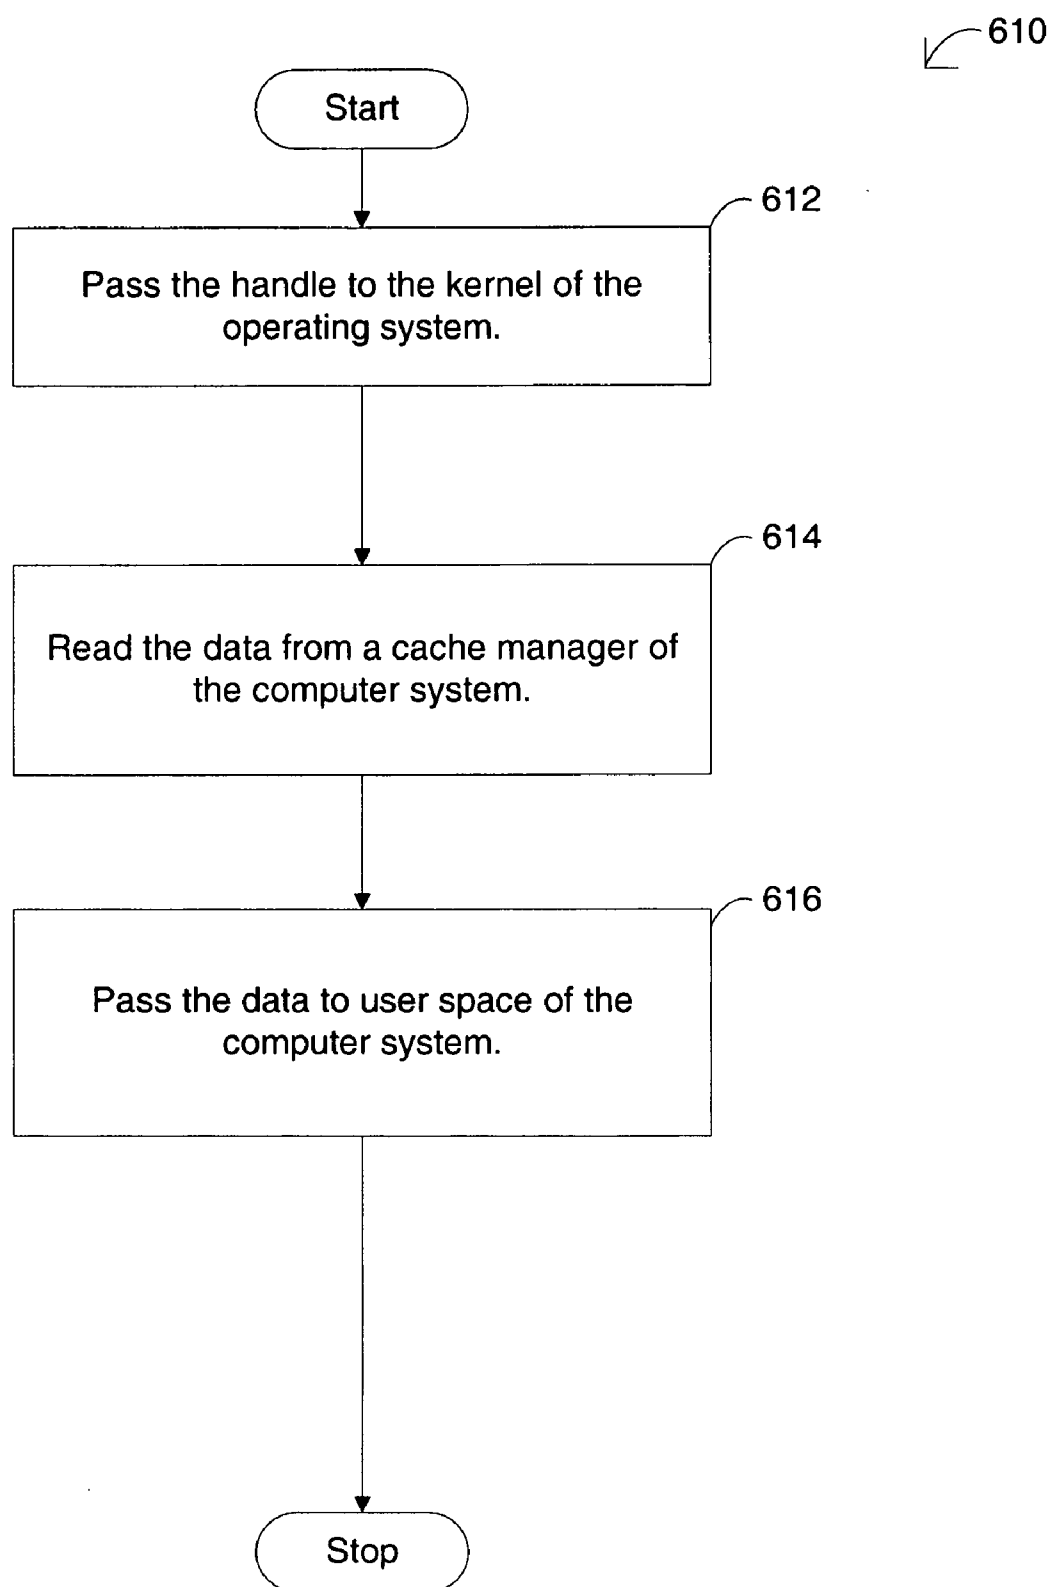 610
Start
612
Pass the handle to the kernel of the
operating system.
614
Read the data from a cache manager of
the computer system.
616
Pass the data to user space of the
computer system.
Stop